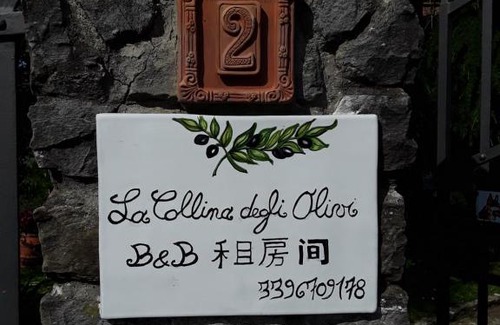 2
La Collina degli Olivi
B&B 租房间
3396709178